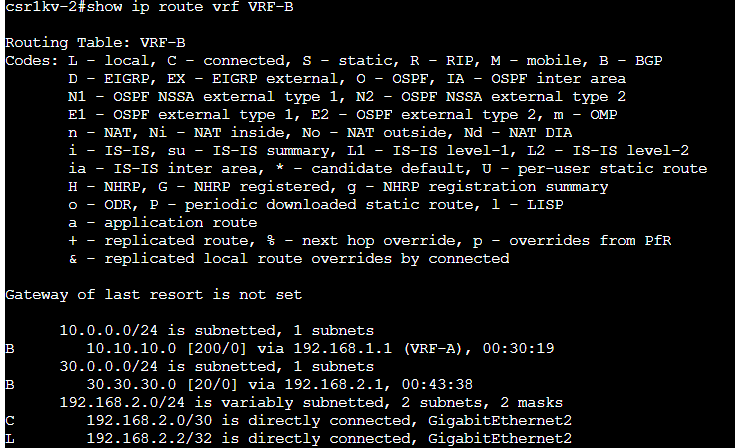 csr1kv-2#show ip route vrf VRF-B
Routing Table: VRF-B
Codes: L - local, C - connected, S - static, R - RIP, M - mobile, B - BGP
D - EIGRP, EX - EIGRP external, O - OSPF, IA - OSPF inter area
N1 - OSPF NSSA external type 1, N2 - OSPF NSSA external type 2
E1 - OSPF external type 1, E2 - OSPF external type 2, m - OMP
n - NAT, Ni - NAT inside, No - NAT outside, Nd - NAT DIA
i - IS-IS, su - IS-IS summary, L1 - IS-IS level-1, L2 - IS-IS level-2
ia - IS-IS inter area, * - candidate default, U - per-user static route
H - NHRP, G - NHRP registered, g - NHRP registration summary
o - ODR, P - periodic downloaded static route, l - LISP
a - application route
+ - replicated route, % - next hop override, p - overrides from PfR
& - replicated local route overrides by connected
Gateway of last resort is not set
10.0.0.0/24 is subnetted, 1 subnets
B 10.10.10.0 [200/0] via 192.168.1.1 (VRF-A), 00:30:19
30.0.0.0/24 is subnetted, 1 subnets
B 30.30.30.0 [20/0] via 192.168.2.1, 00:43:38
192.168.2.0/24 is variably subnetted, 2 subnets, 2 masks
C 192.168.2.0/30 is directly connected, GigabitEthernet2
L 192.168.2.2/32 is directly connected, GigabitEthernet2